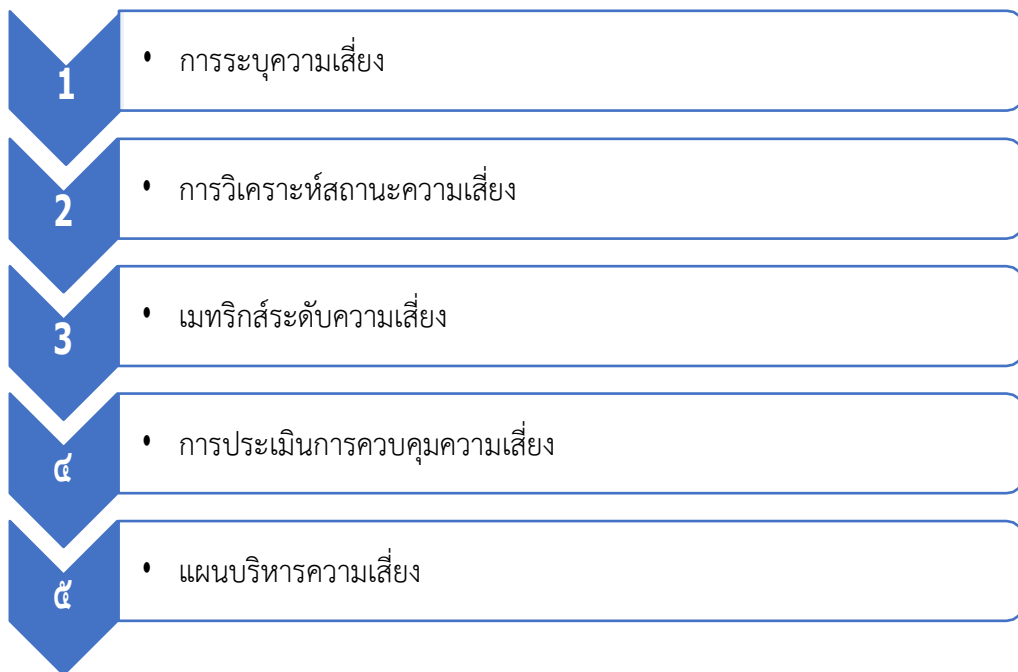 1
• การระบุความเสี่ยง
2
• การวิเคราะห์สถานะความเสี่ยง
3
• เมทริกส์ระดับความเสี่ยง
๔
• การประเมินการควบคุมความเสี่ยง
๕
• แผนบริหารความเสี่ยง